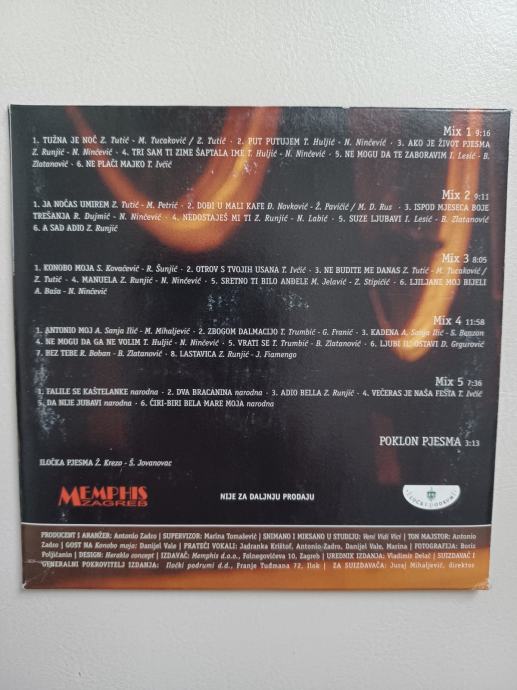 Mix 1 9:16
1. TUŽNA JE NOĆ Z. Tutić - M. Tucaković / Z. Tutić · 2. PUT PUTUJEM T. Huljić - N. Ninčević · 3. AKO JE ŽIVOT PJESMA
Z. Runjić - N. Ninčević · 4. TRI SAM TI ZIME ŠAPTALA IME T. Huljić - N. Ninčević · 5. NE MOGU DA TE ZABORAVIM I. Lesić - B.
Zlatanović · 6. NE PLAČI MAJKO T. Ivčić
Mix 2 9:11
1. JA NOĆAS UMIREM Z. Tutić - M. Petrić · 2. DOĐI U MALI KAFE Đ. Novković - Ž. Pavičić / M. D. Rus · 3. ISPOD MJESECA BOJE
TREŠANJA R. Dujmić - N. Ninčević · 4. NEDOSTAJEŠ MI TI Z. Runjić - N. Labić · 5. SUZE LJUBAVI I. Lesić - B. Zlatanović
6. A SAD ADIO Z. Runjić
Mix 3 8:05
1. KONOBO MOJA S. Kovačević - R. Šunjić · 2. OTROV S TVOJIH USANA T. Ivčić · 3. NE BUDITE ME DANAS Z. Tutić - M. Tucaković /
Z. Tutić · 4. MANUELA Z. Runjić - N. Ninčević · 5. SRETNO TI BILO ANĐELE M. Jelavić - Z. Stipičić · 6. LJILJANE MOJ BIJELI
A. Baša - N. Ninčević
Mix 4 11:58
1. ANTONIO MOJ A. Sanja Ilić - M. Mihaljević · 2. ZBOGOM DALMACIJO T. Trumbić - G. Franić · 3. KADENA A. Sanja Ilić - S. Benzon
4. NE MOGU DA GA NE VOLIM T. Huljić - N. Ninčević · 5. VRATI SE T. Trumbić - B. Zlatanović · 6. LJUBI IL' OSTAVI D. Grgurović
7. BEZ TEBE R. Boban - B. Zlatanović · 8. LASTAVICA Z. Runjić - J. Fiamengo
Mix 5 7:36
1. FALILE SE KAŠTELANKE narodna · 2. DVA BRACANINA narodna · 3. ADIO BELLA Z. Runjić · 4. VEČERAS JE NAŠA FEŠTA T. Ivčić
5. DA NIJE JUBAVI narodna · 6. ĆIRI-BIRI BELA MARE MOJA narodna
POKLON PJESMA 3:13
ILOČKA PJESMA Ž. Krezo - Š. Jovanovac
MEMPHIS
ZAGREB
NIJE ZA DALJNJU PRODAJU
ILOČKI PODRUMI
PRODUCENT I ARANŽER: Antonio Zadro | SUPERVIZOR: Marina Tomašević | SNIMANO I MIKSANO U STUDIJU: Veni Vidi Vici | TON MAJSTOR: Antonio
Zadro | GOST NA Konobo moja: Danijel Vale | PRATEĆI VOKALI: Jadranka Krištof, Antonio Zadro, Danijel Vale, Marina | FOTOGRAFIJA: Boris
Poljičanin | DESIGN: Heraklo concept | IZDAVAČ: Memphis d.o.o., Folnegovićeva 10, Zagreb | UREDNIK IZDANJA: Vladimir Delač | SUIZDAVAČ I
GENERALNI POKROVITELJ IZDANJA: Iločki podrumi d.d., Franje Tuđmana 72, Ilok | ZA SUIZDAVAČA: Juraj Mihaljević, direktor